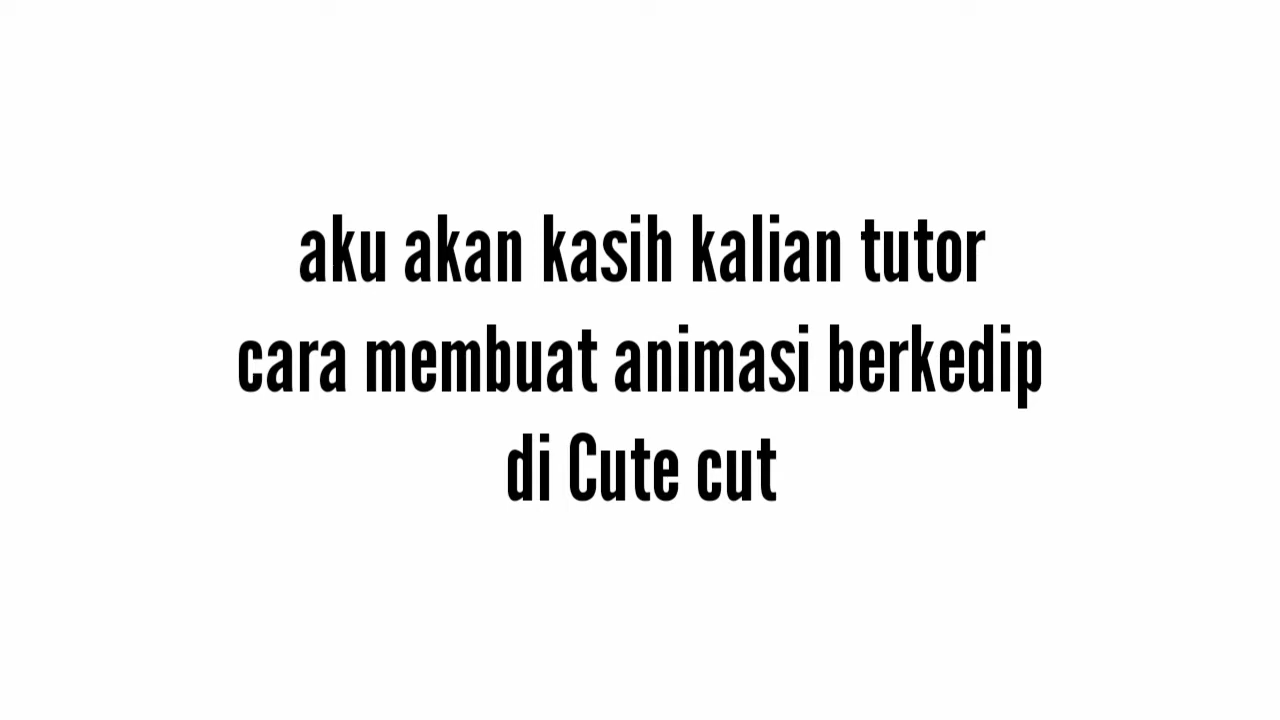 aku akan kasih kalian tutor
cara membuat animasi berkedip
di Cute cut